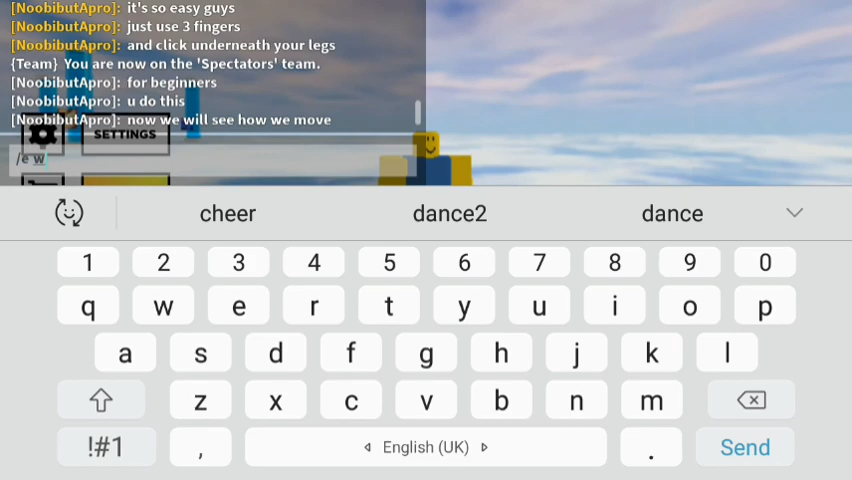 [NoobibutApro]: it's so easy guys
[NoobibutApro]: just use 3 fingers
[NoobibutApro]: and click underneath your legs
{Team} You are now on the 'Spectators' team.
[NoobibutApro]: for beginners
[NoobibutApro]: u do this
[NoobibutApro]: now we will see how we move
SETTINGS
/e w
cheer dance2 dance
1 2 3 4 5 6 7 8 9 0
q w e r t y u i o p
a s d f g h j k l
z x c v b n m
!#1 , English (UK) . Send